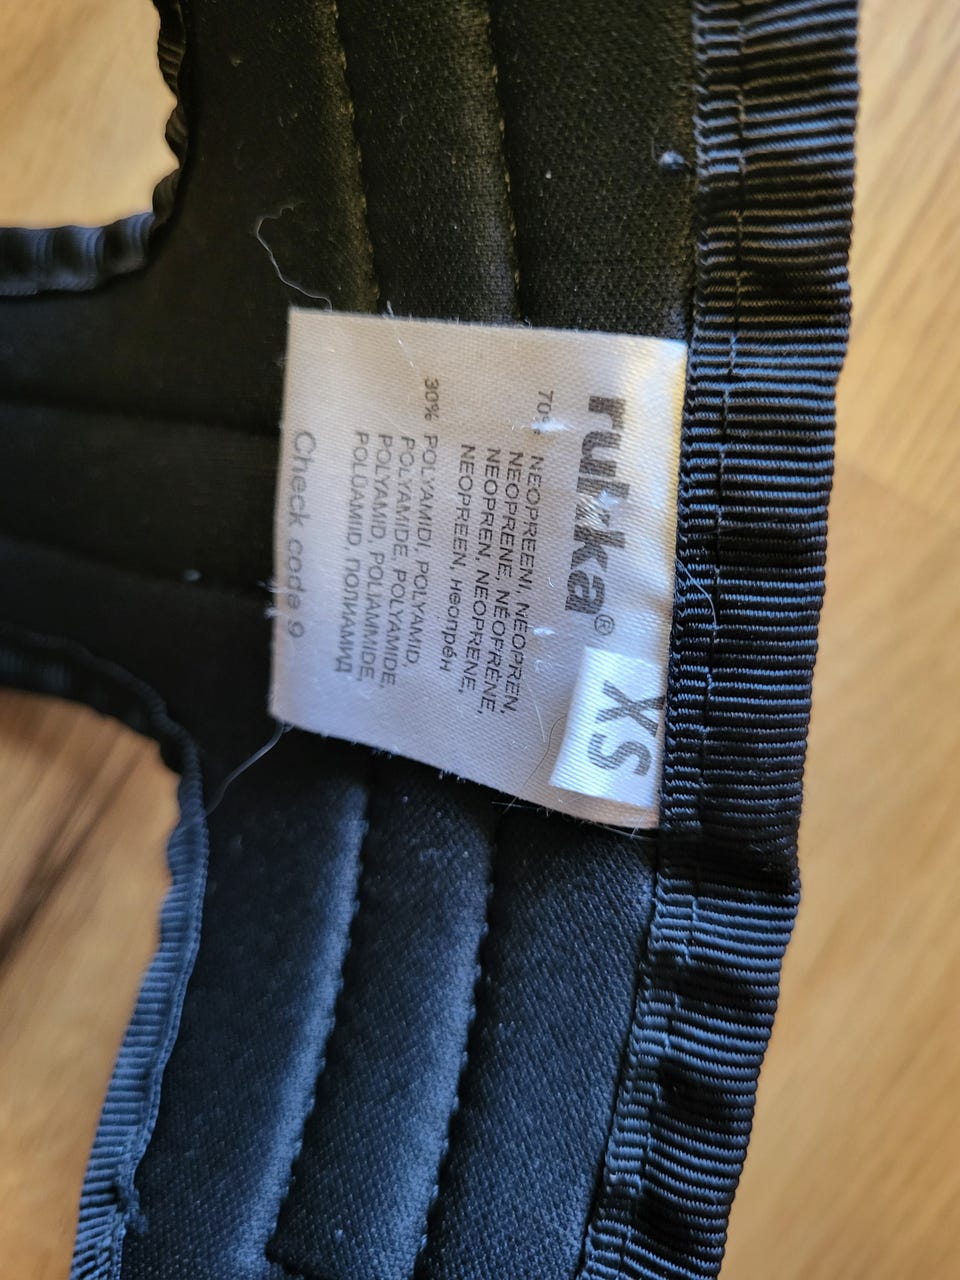 rukka®
XS
70% NEOPREENI, NEOPREN,
NEOPRENE, NÉOPRÈNE,
NEOPREN, NEOPRENE,
NEOPREEN, неопрен
30% POLYAMIDI, POLYAMID,
POLYAMIDE, POLYAMIDE,
POLYAMID, POLIAMMIDE,
POLÜAMID, ПОЛИАМИД
Check code 9